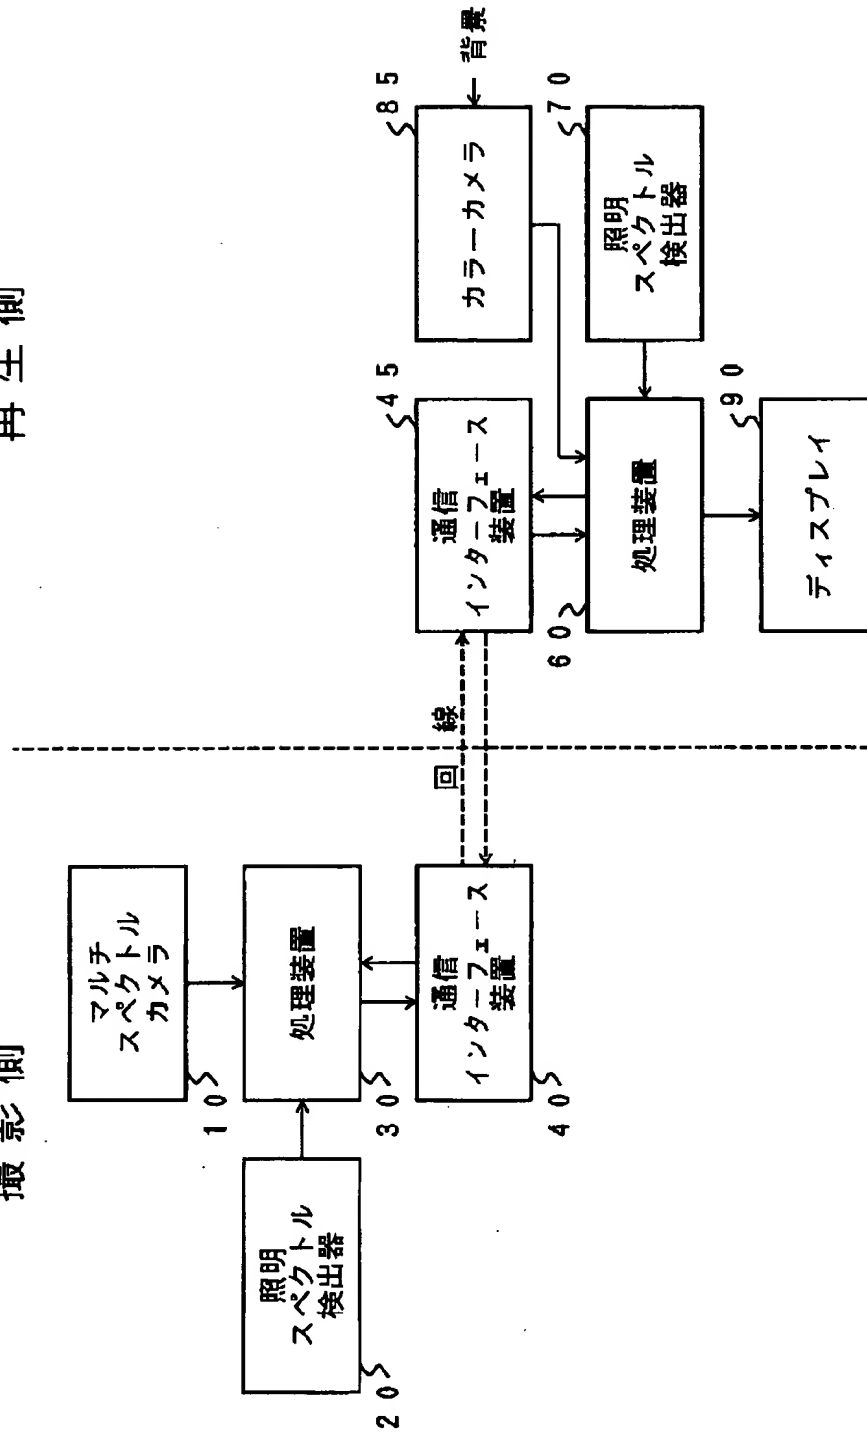 撮影側
再生側
マルチ
スペクトル
カメラ
10
照明
スペクトル
検出器
20
処理装置
30
通信
インターフェース
装置
40
回線
通信
インターフェース
装置
45
カラーカメラ
85
背景
処理装置
60
照明
スペクトル
検出器
70
ディスプレイ
90